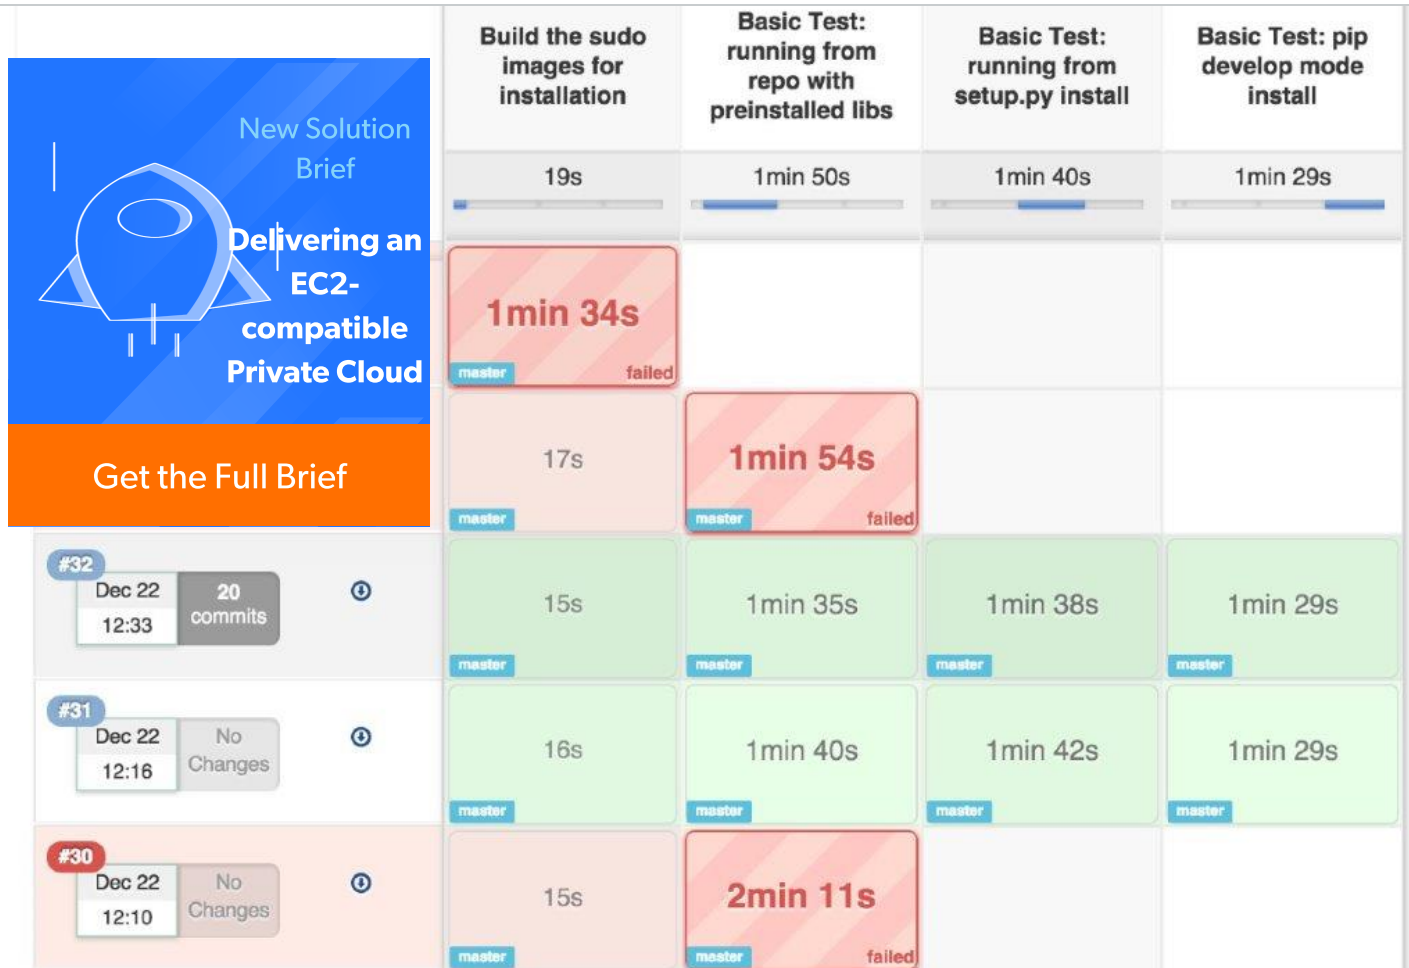 New Solution
Brief
Delivering an
EC2-
compatible
Private Cloud
Get the Full Brief
Build the sudo
images for
installation
Basic Test:
running from
repo with
preinstalled libs
Basic Test:
running from
setup.py install
Basic Test: pip
develop mode
install
19s
1min 50s
1min 40s
1min 29s
1min 34s
master
failed
17s
master
1min 54s
master
failed
#32
Dec 22
12:33
20
commits
15s
master
1min 35s
master
1min 38s
master
1min 29s
master
#31
Dec 22
12:16
No
Changes
16s
master
1min 40s
master
1min 42s
master
1min 29s
master
#30
Dec 22
12:10
No
Changes
15s
master
2min 11s
master
failed